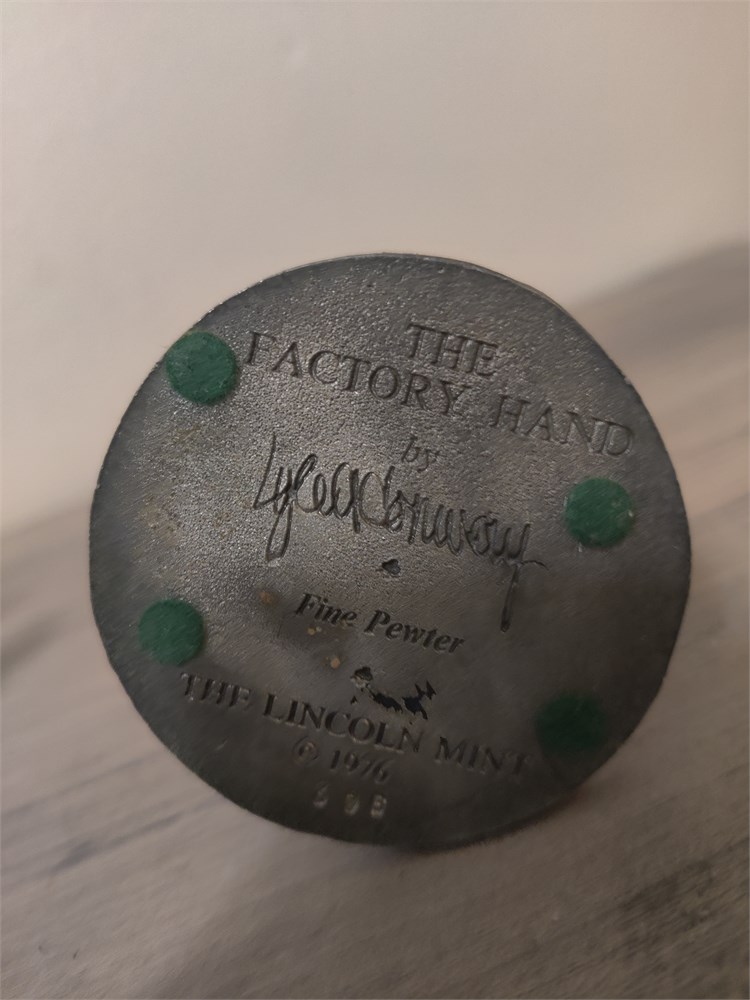 THE
FACTORY HAND
by
Fine Pewter
THE LINCOLN MINT
© 1976